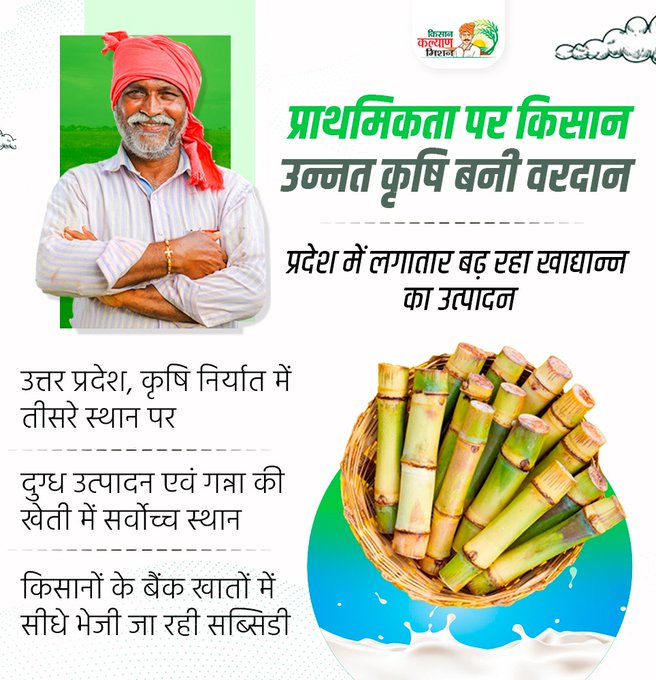 किसान
कल्याण
मिशन
प्राथमिकता पर किसान
उन्नत कृषि बनी वरदान
प्रदेश में लगातार बढ़ रहा खाद्यान्न
का उत्पादन
उत्तर प्रदेश, कृषि निर्यात में
तीसरे स्थान पर
दुग्ध उत्पादन एवं गन्ना की
खेती में सर्वोच्च स्थान
किसानों के बैंक खातों में
सीधे भेजी जा रही सब्सिडी